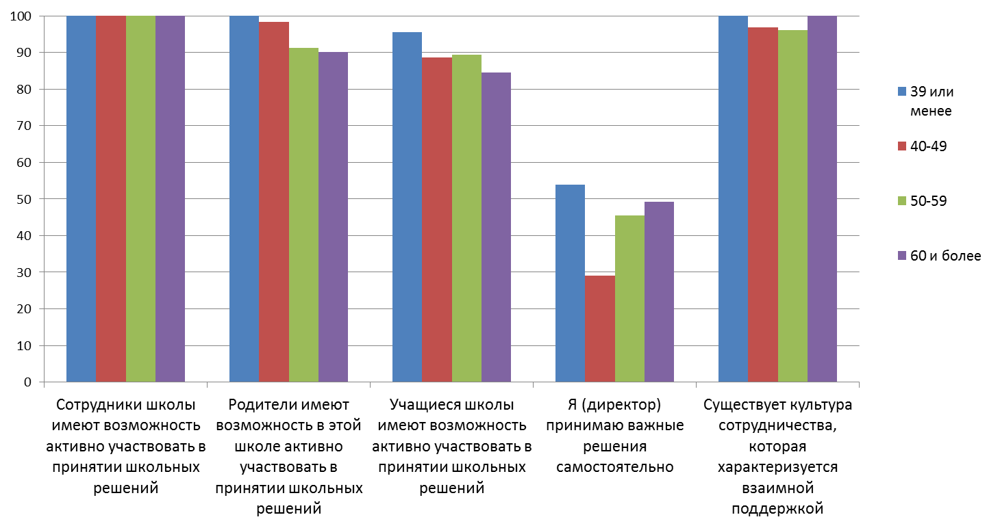 100
90
80
70
60
50
40
30
20
10
0
Сотрудники школы
имеют возможность
активно участвовать в
принятии школьных
решений
Родители имеют
возможность в этой
школе активно
участвовать в
принятии школьных
решений
Учащиеся школы
имеют возможность
активно участвовать в
принятии школьных
решений
Я (директор)
принимаю важные
решения
самостоятельно
Существует культура
сотрудничества,
которая
характеризуется
взаимной
поддержкой
39 или
менее
40-49
50-59
60 и более